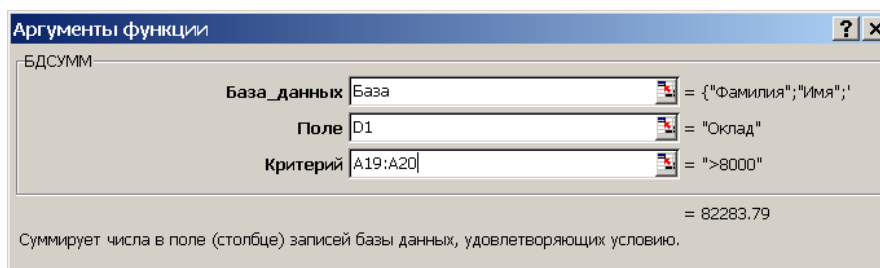 Аргументы функции
БДСУММ
База_данных База = {"Фамилия";"Имя";'
Поле D1 = "Оклад"
Критерий A19:A20 = ">8000"
= 82283.79
Суммирует числа в поле (столбце) записей базы данных, удовлетворяющих условию.